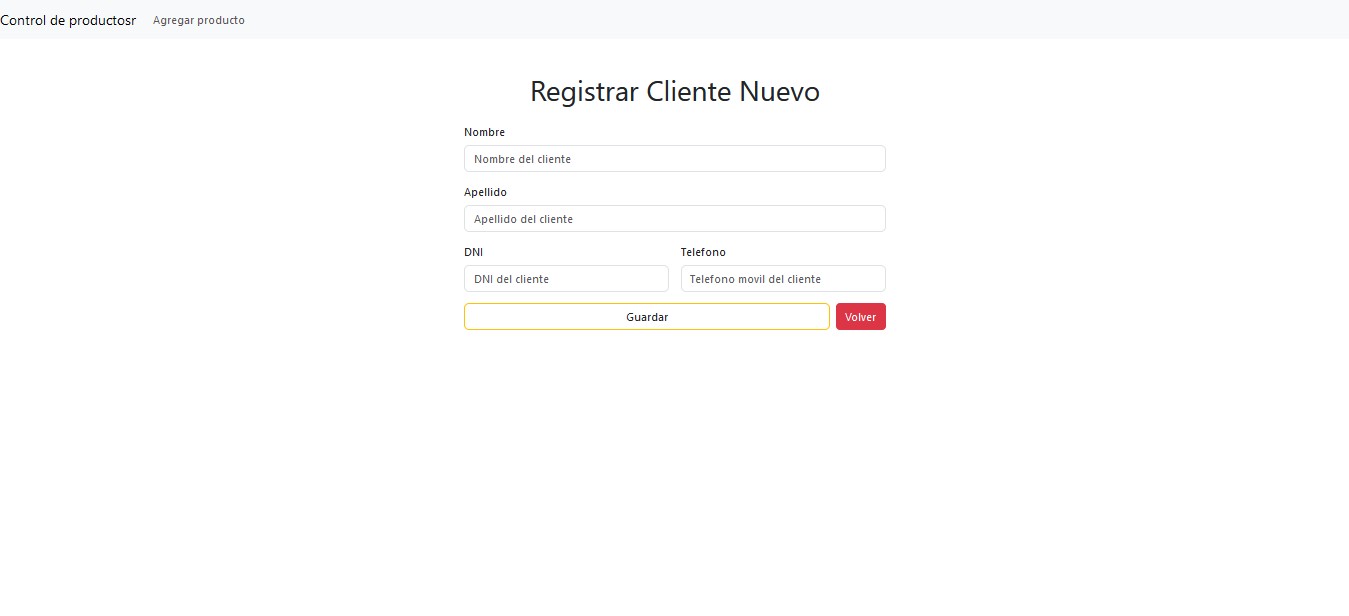 Control de productosr Agregar producto
Registrar Cliente Nuevo
Nombre
Nombre del cliente
Apellido
Apellido del cliente
DNI Telefono
DNI del cliente Telefono movil del cliente
Guardar Volver